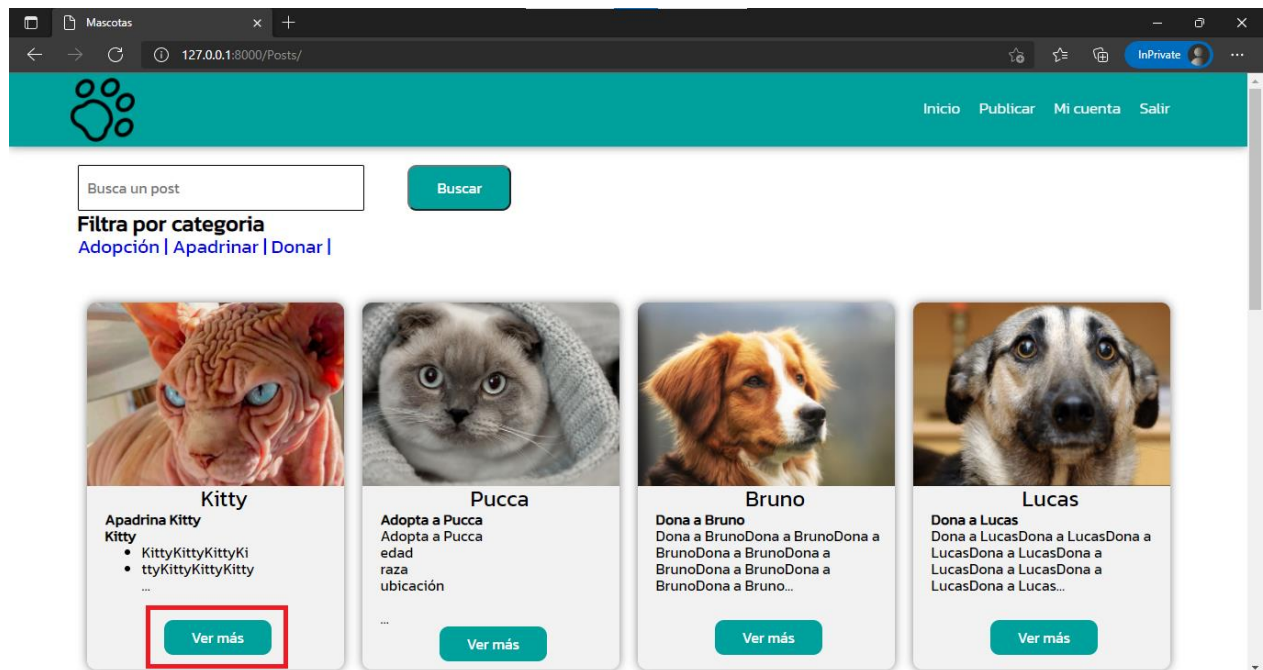 Mascotas
127.0.0.1:8000/Posts/
InPrivate
Inicio Publicar Mi cuenta Salir
Busca un post
Buscar
Filtra por categoria
Adopción | Apadrinar | Donar |
Kitty
Apadrina Kitty
Kitty
• KittyKittyKittyKi
• ttyKittyKittyKitty
...
Ver más
Pucca
Adopta a Pucca
Adopta a Pucca
edad
raza
ubicación
...
Ver más
Bruno
Dona a Bruno
Dona a BrunoDona a BrunoDona a
BrunoDona a BrunoDona a
BrunoDona a BrunoDona a
BrunoDona a Bruno...
Ver más
Lucas
Dona a Lucas
Dona a LucasDona a LucasDona a
LucasDona a LucasDona a
LucasDona a LucasDona a
LucasDona a Lucas...
Ver más